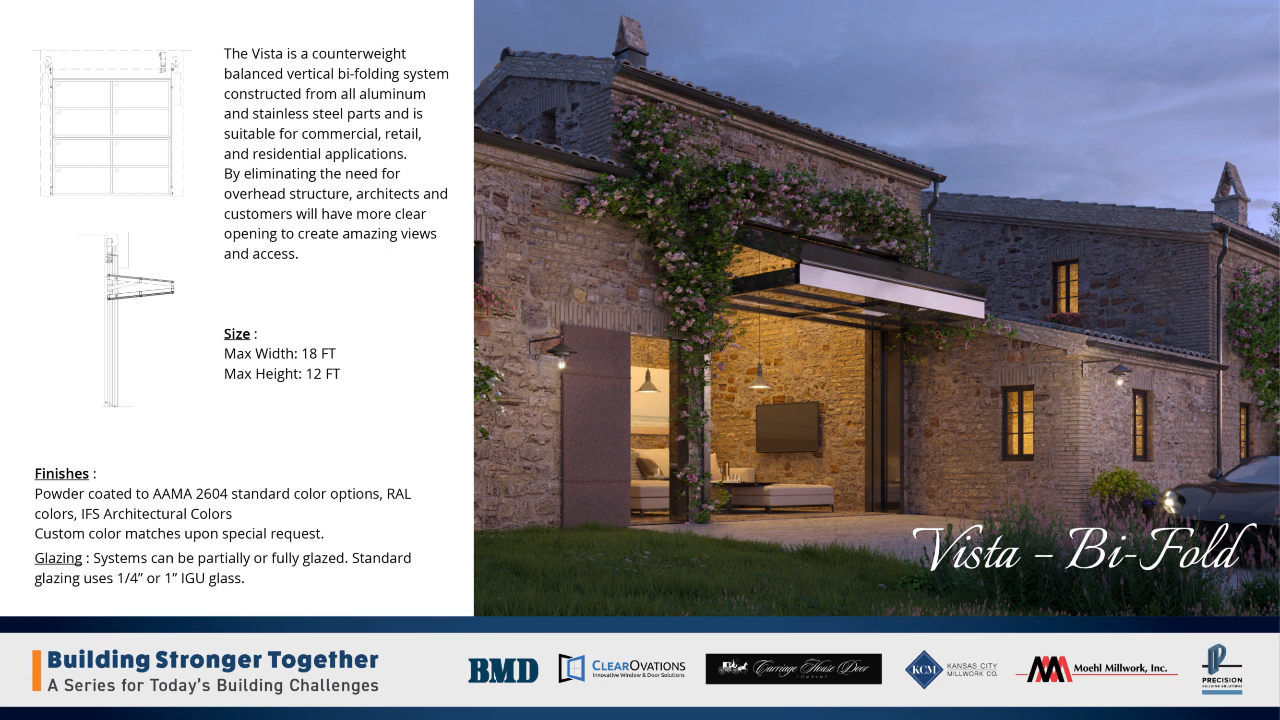 The Vista is a counterweight
balanced vertical bi-folding system
constructed from all aluminum
and stainless steel parts and is
suitable for commercial, retail,
and residential applications.
By eliminating the need for
overhead structure, architects and
customers will have more clear
opening to create amazing views
and access.
Size :
Max Width: 18 FT
Max Height: 12 FT
Finishes :
Powder coated to AAMA 2604 standard color options, RAL
colors, IFS Architectural Colors
Custom color matches upon special request.
Glazing : Systems can be partially or fully glazed. Standard
glazing uses 1/4” or 1” IGU glass.
Vista – Bi-Fold
Building Stronger Together
A Series for Today’s Building Challenges
BMD
CLEAROVATIONS
Innovative Window & Door Solutions
Carriage House Door
COMPANY
KCM
KANSAS CITY
MILLWORK CO.
Moehl Millwork, Inc.
PRECISION
BUILDING SOLUTIONS